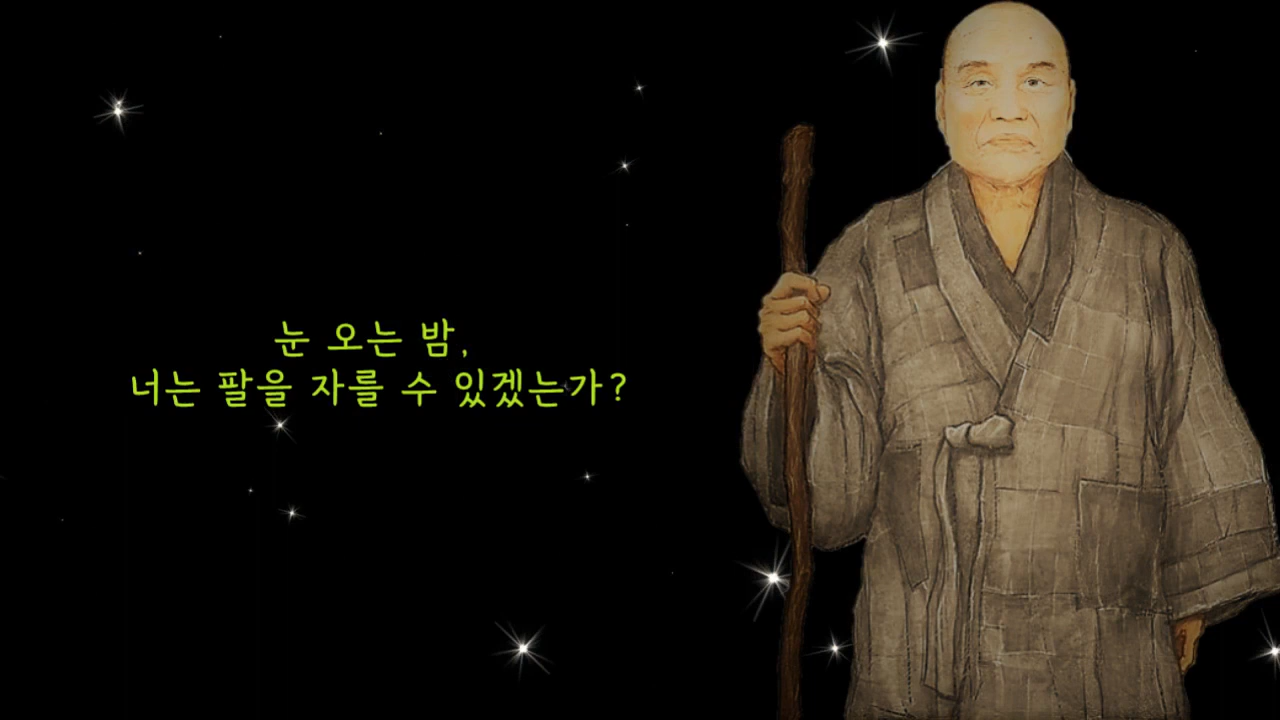 눈 오는 밤,
너는 팔을 자를 수 있겠는가?